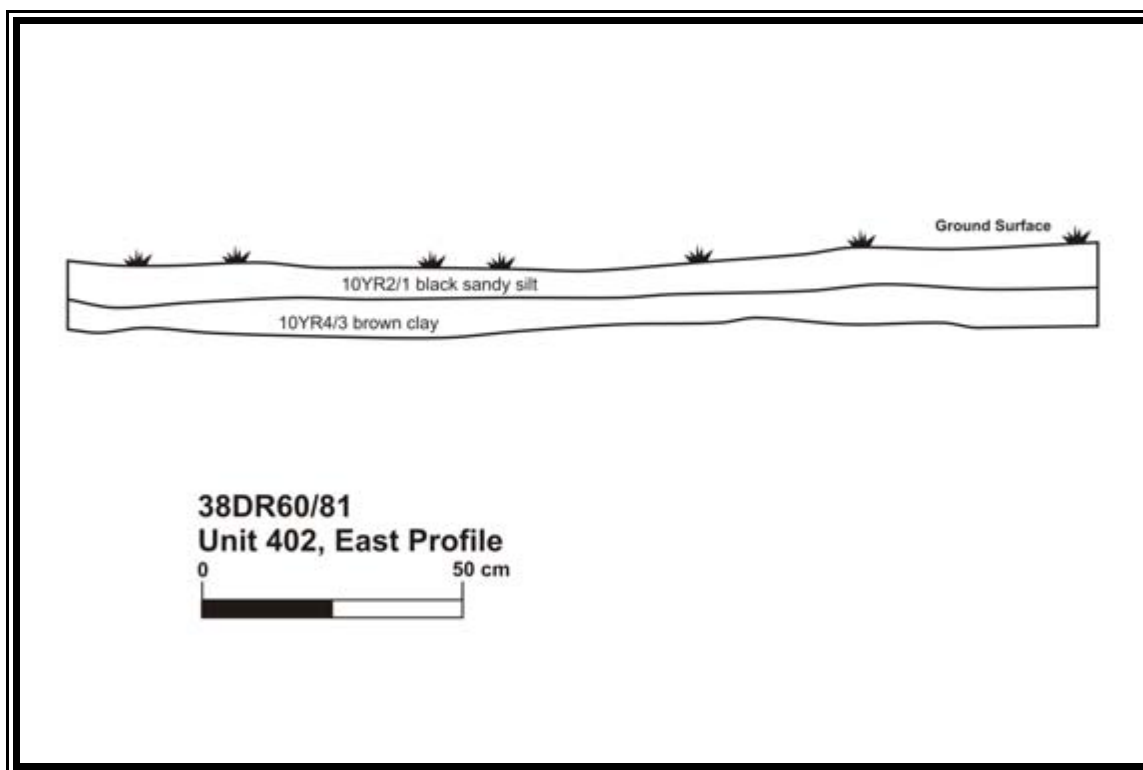 Ground Surface
10YR2/1 black sandy silt
10YR4/3 brown clay
38DR60/81
Unit 402, East Profile
0 50 cm